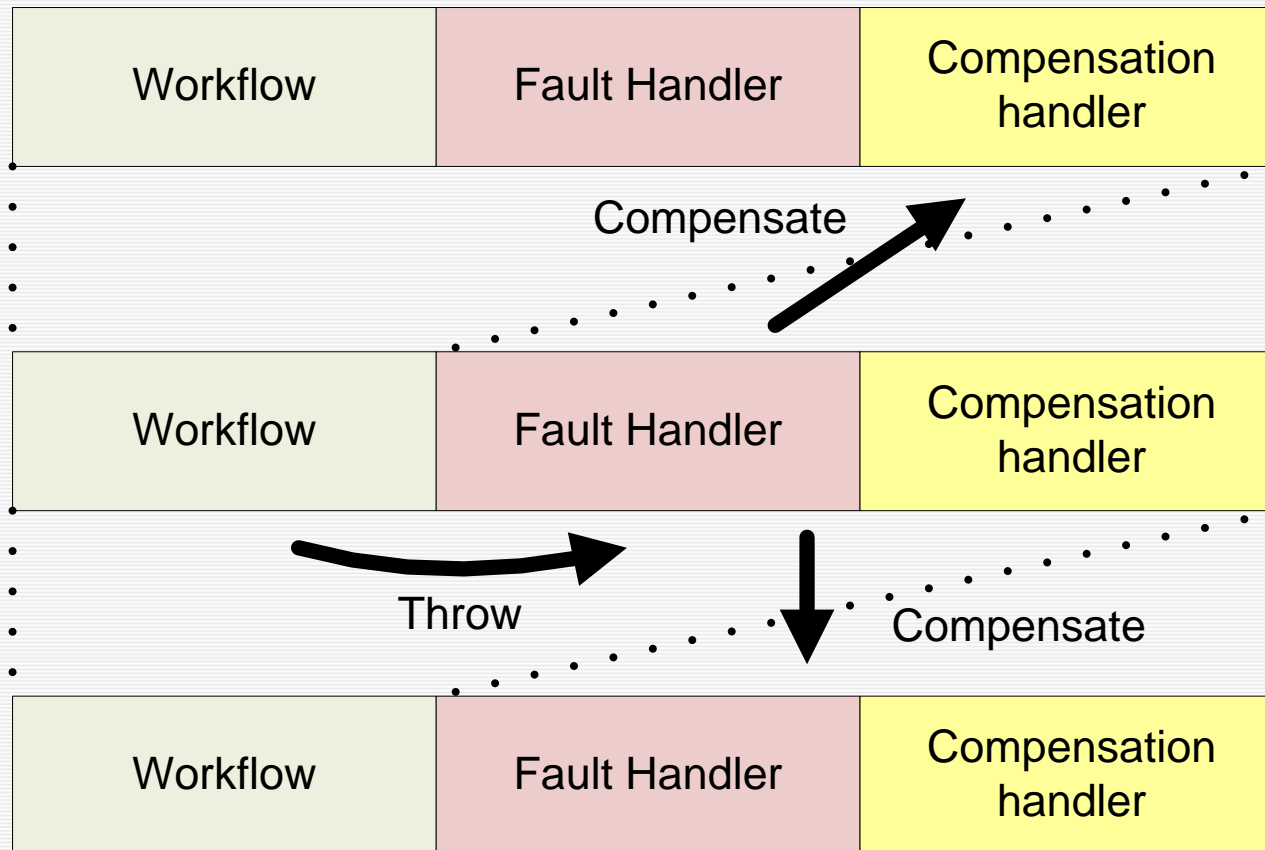 Workflow
Fault Handler
Compensation
handler
Compensate
Workflow
Fault Handler
Compensation
handler
Throw
Compensate
Workflow
Fault Handler
Compensation
handler